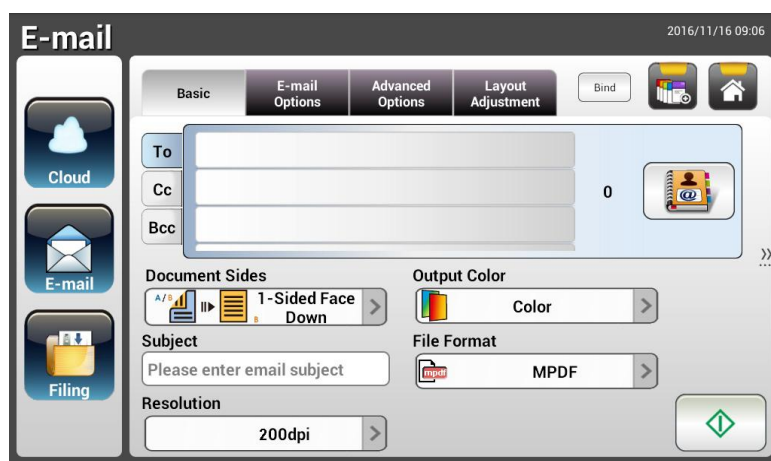 E-mail
2016/11/16 09:06
Basic
E-mail
Options
Advanced
Options
Layout
Adjustment
Bind
Cloud
E-mail
Filing
To
Cc
Bcc
0
@
Document Sides
A/B
B
1-Sided Face
Down
Output Color
Color
Subject
Please enter email subject
File Format
mpdf
MPDF
Resolution
200dpi